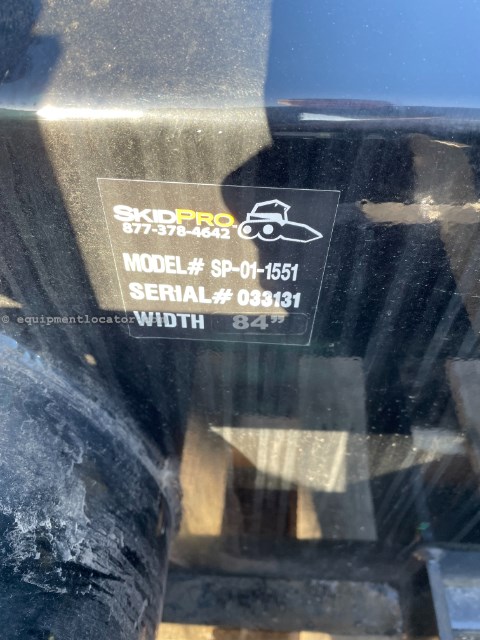 SKIDPRO
877-378-4642
MODEL# SP-01-1551
SERIAL# 033131
WIDTH 84"
© equipmentlocator